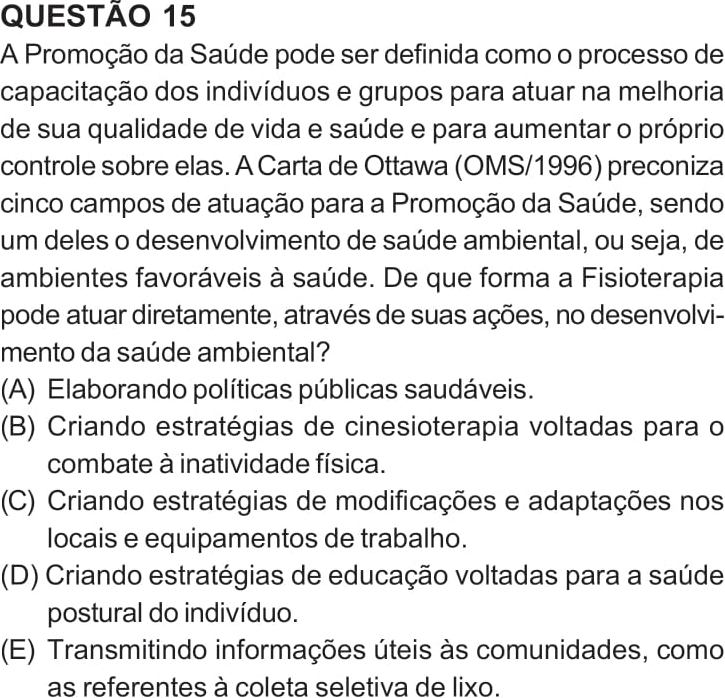 QUESTÃO 15
A Promoção da Saúde pode ser definida como o processo de
capacitação dos indivíduos e grupos para atuar na melhoria
de sua qualidade de vida e saúde e para aumentar o próprio
controle sobre elas. A Carta de Ottawa (OMS/1996) preconiza
cinco campos de atuação para a Promoção da Saúde, sendo
um deles o desenvolvimento de saúde ambiental, ou seja, de
ambientes favoráveis à saúde. De que forma a Fisioterapia
pode atuar diretamente, através de suas ações, no desenvolvi-
mento da saúde ambiental?
(A) Elaborando políticas públicas saudáveis.
(B) Criando estratégias de cinesioterapia voltadas para o
combate à inatividade física.
(C) Criando estratégias de modificações e adaptações nos
locais e equipamentos de trabalho.
(D) Criando estratégias de educação voltadas para a saúde
postural do indivíduo.
(E) Transmitindo informações úteis às comunidades, como
as referentes à coleta seletiva de lixo.